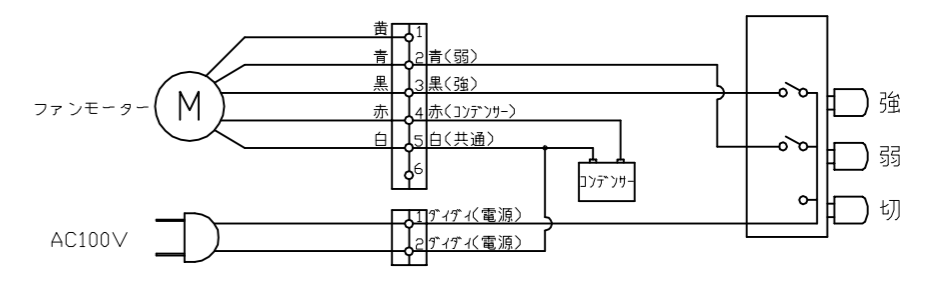 黄 1
青 2 青(弱)
黒 3 黒(強)
赤 4 赤(コンデンサー)
白 5 白(共通)
6
ファンモーター
M
コンデンサー
強
弱
切
AC100V
1 ダイダイ(電源)
2 ダイダイ(電源)